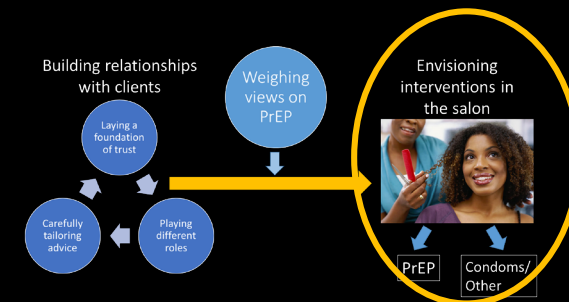 Building relationships
with clients
Laying a
foundation
of trust
Carefully
tailoring
advice
Playing
different
roles
Weighing
views on
PrEP
Envisioning
interventions in
the salon
PrEP
Condoms/
Other